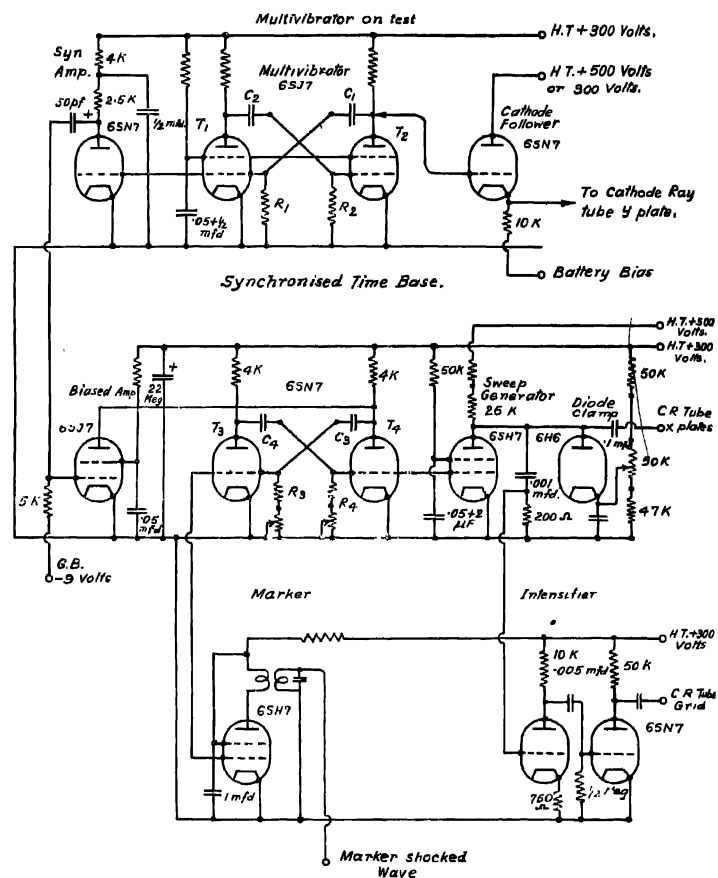 Multivibrator on test
H.T.+300 Volts.
Syn
Amp.
4K
H.T.+500 Volts
or 300 Volts.
Multivibrator
6SJ7
50pf
+
2.5K
½ mfd.
C2
C1
Cathode
Follower
6SN7
6SN7
T1
T2
R1
R2
.05+½
mfd
To Cathode Ray
tube Y plate.
10K
Battery Bias
Synchronised Time Base.
H.T.+500
Volts.
H.T.+300
Volts.
Biased Amp
6SJ7
22
Meg
+
4K
6SN7
4K
50K
Sweep
Generator
25 K
6SH7
Diode
Clamp
6H6
50K
C R Tube
x plates
.1 mfd
T3
C4
C3
T4
5K
.05
mfd
R3
R4
.05+2
µF
.001
mfd.
200 Ω
50K
47K
G.B.
-9 Volts
Marker
Intensifier
H.T.+300
Volts
10 K
.005 mfd
50K
C R Tube
Grid
6SH7
6SN7
1 mfd
750
Ω
½ Meg
Marker shocked
Wave